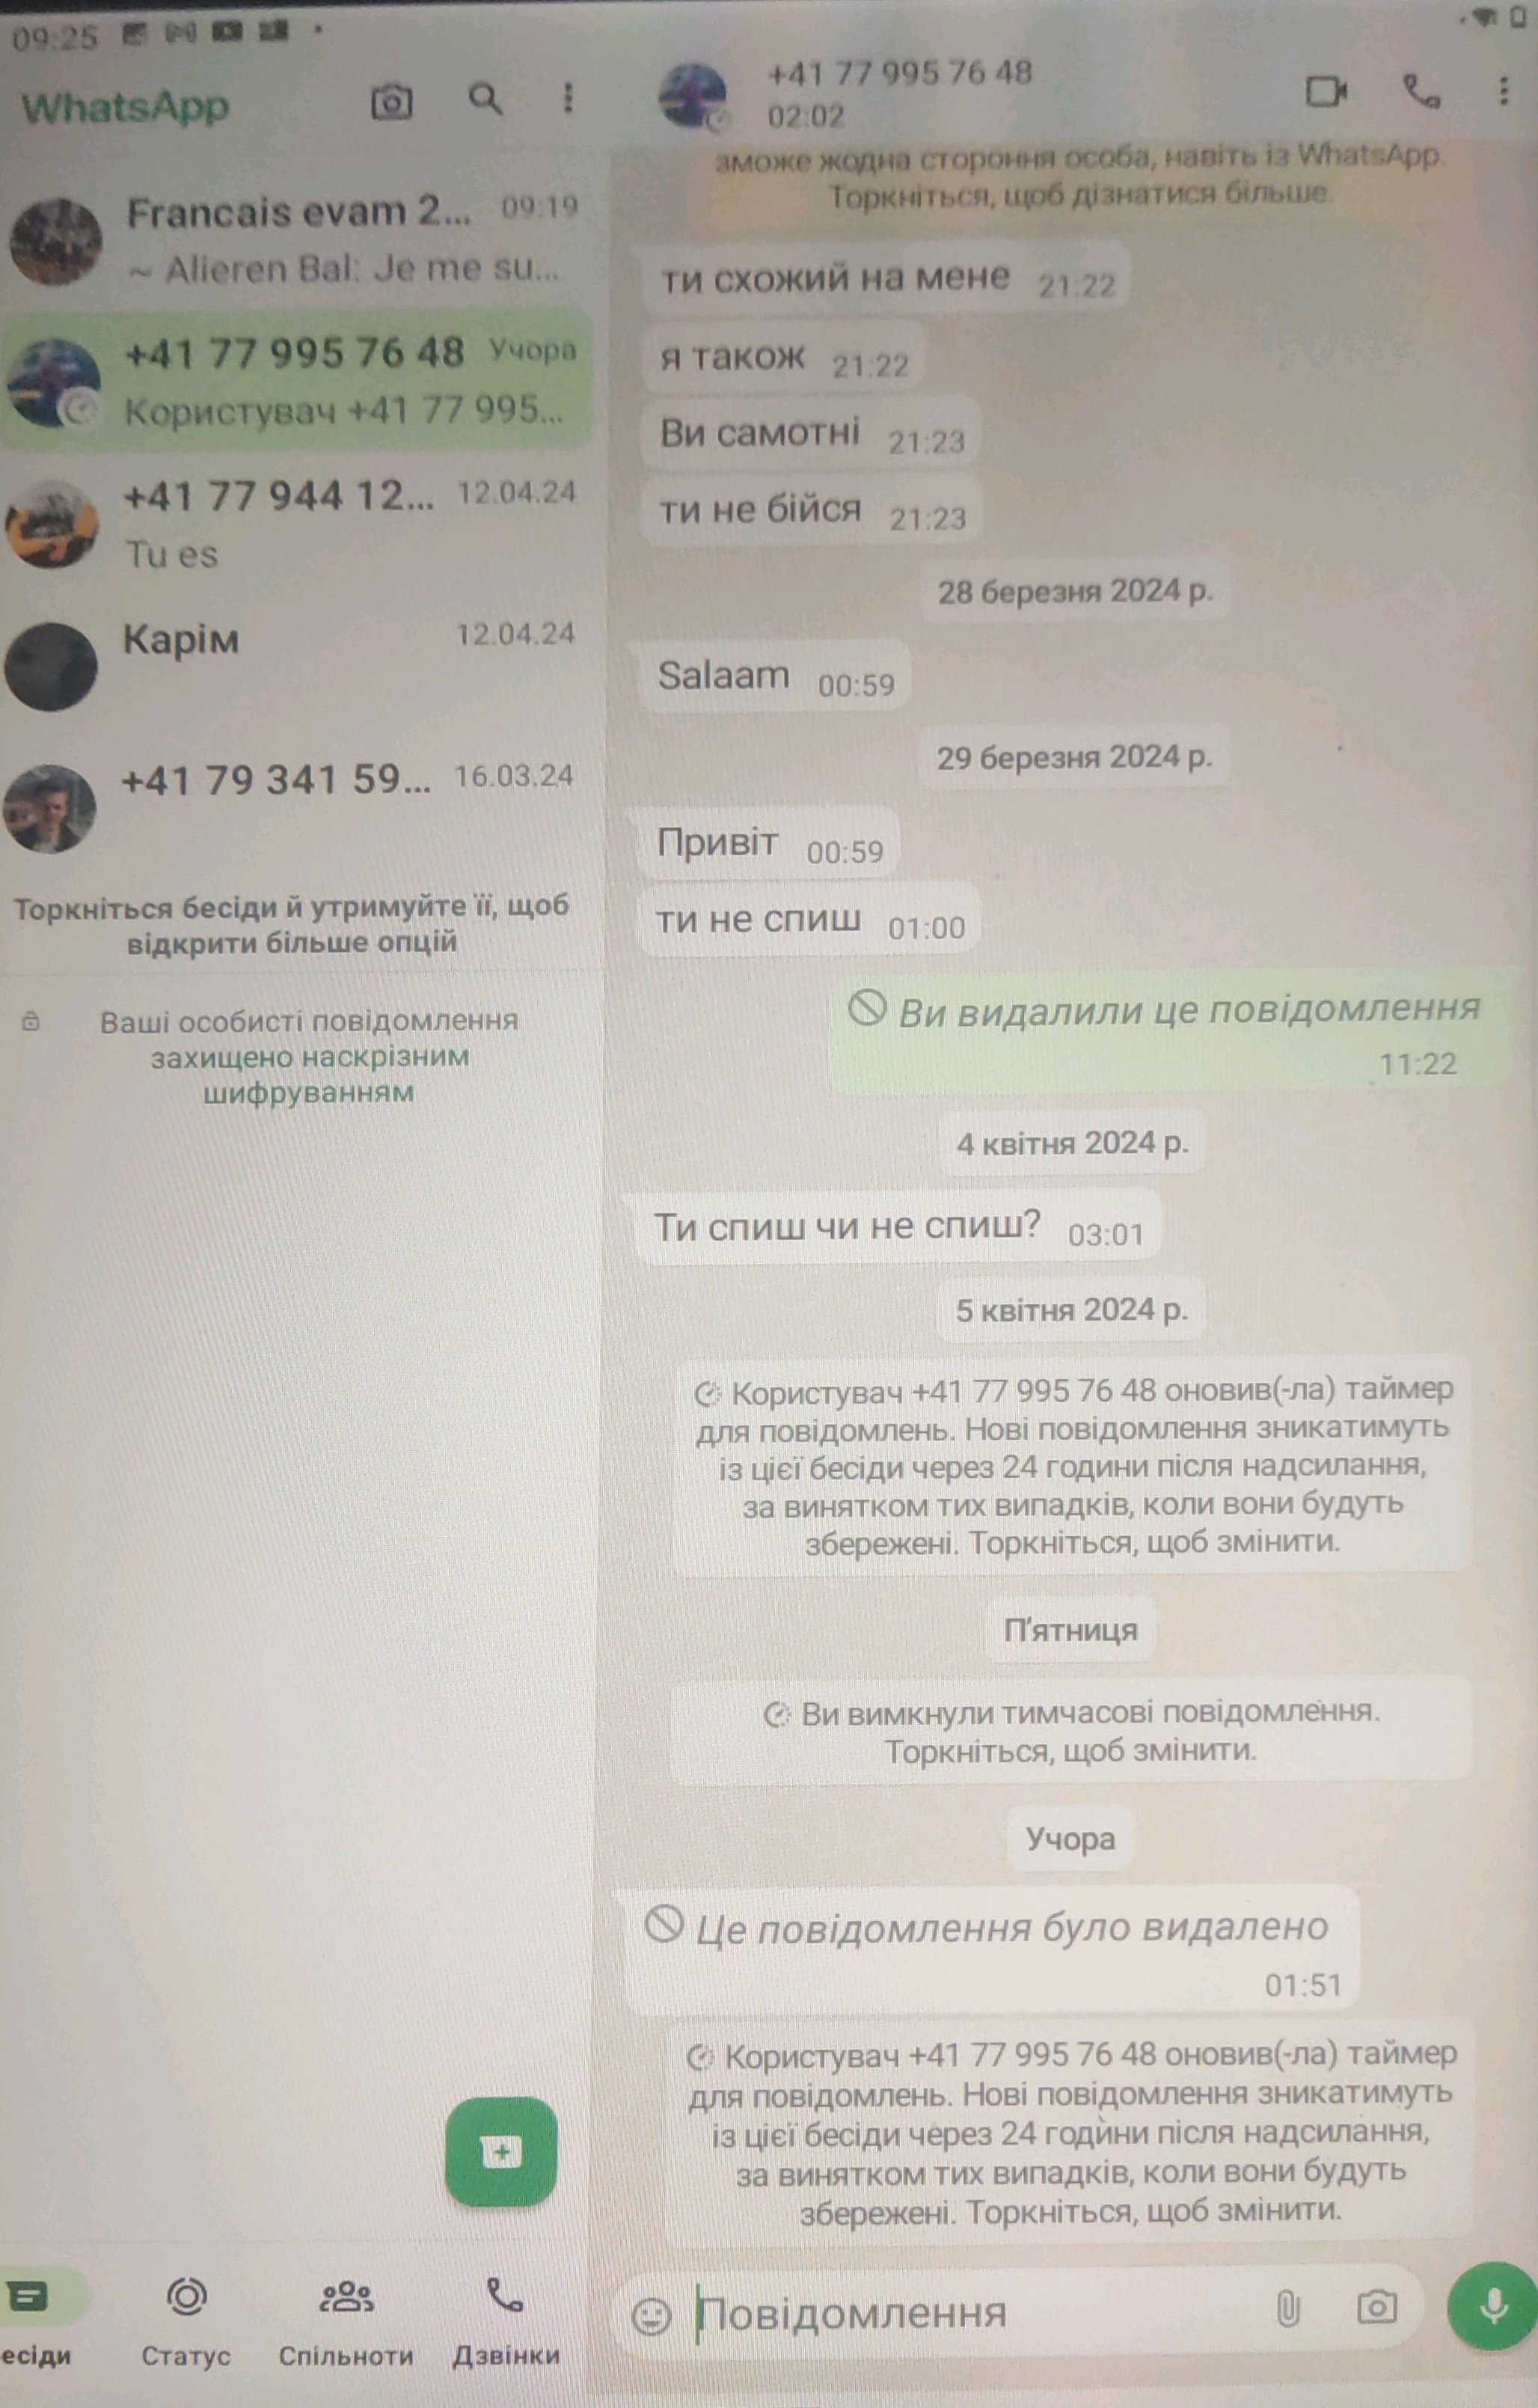 09:25
WhatsApp
Francais evam 2... 09:19
~ Alieren Bal: Je me su...
+41 77 995 76 48 Учора
Користувач +41 77 995...
+41 77 944 12... 12.04.24
Tu es
Карім 12.04.24
+41 79 341 59... 16.03.24
Торкніться бесіди й утримуйте її, щоб
відкрити більше опцій
Ваші особисті повідомлення
захищено наскрізним
шифруванням
есіди
Статус
Спільноти
Дзвінки
+41 77 995 76 48
02:02
зможе жодна стороння особа, навіть із WhatsApp.
Торкніться, щоб дізнатися більше.
ти схожий на мене 21:22
я також 21:22
Ви самотні 21:23
ти не бійся 21:23
28 березня 2024 р.
Salaam 00:59
29 березня 2024 р.
Привіт 00:59
ти не спиш 01:00
Ви видалили це повідомлення
11:22
4 квітня 2024 р.
Ти спиш чи не спиш? 03:01
5 квітня 2024 р.
Користувач +41 77 995 76 48 оновив(-ла) таймер
для повідомлень. Нові повідомлення зникатимуть
із цієї бесіди через 24 години після надсилання,
за винятком тих випадків, коли вони будуть
збережені. Торкніться, щоб змінити.
П'ятниця
Ви вимкнули тимчасові повідомлення.
Торкніться, щоб змінити.
Учора
Це повідомлення було видалено
01:51
Користувач +41 77 995 76 48 оновив(-ла) таймер
для повідомлень. Нові повідомлення зникатимуть
із цієї бесіди через 24 години після надсилання,
за винятком тих випадків, коли вони будуть
збережені. Торкніться, щоб змінити.
Повідомлення